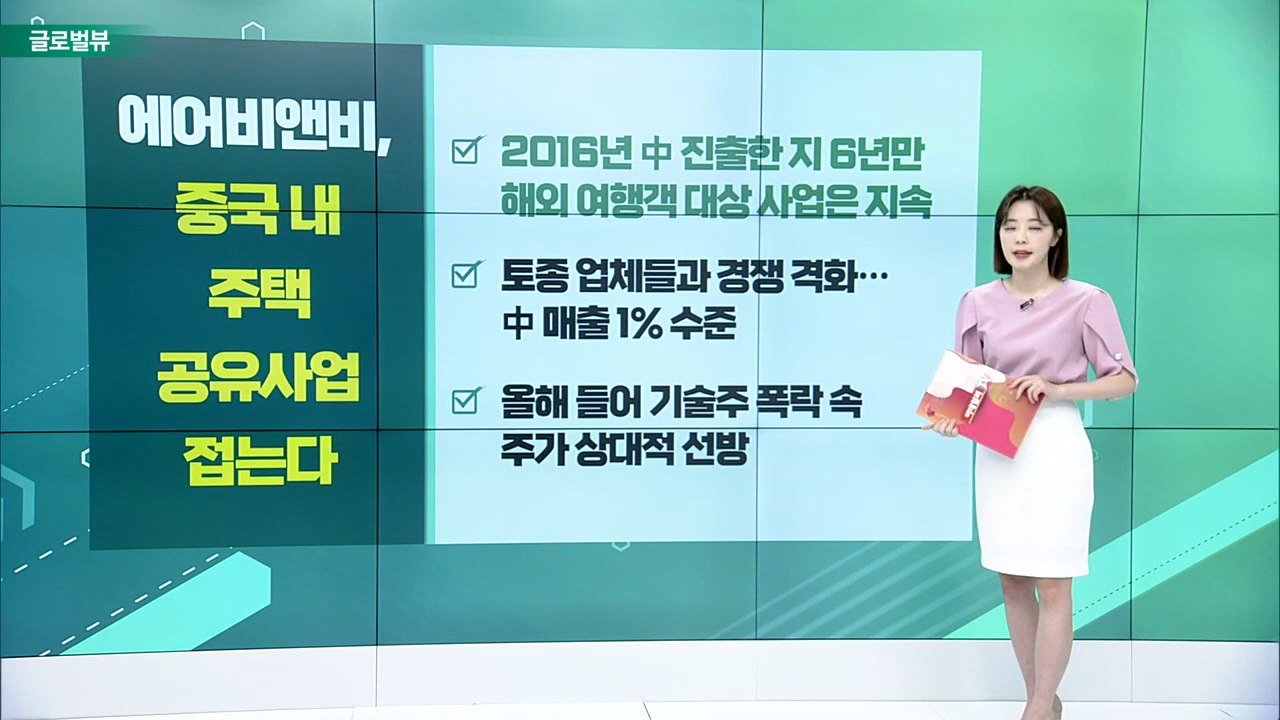 글로벌뷰
에어비앤비,
중국 내
주택
공유사업
접는다
2016년 中 진출한 지 6년만
해외 여행객 대상 사업은 지속
토종 업체들과 경쟁 격화…
中 매출 1% 수준
올해 들어 기술주 폭락 속
주가 상대적 선방